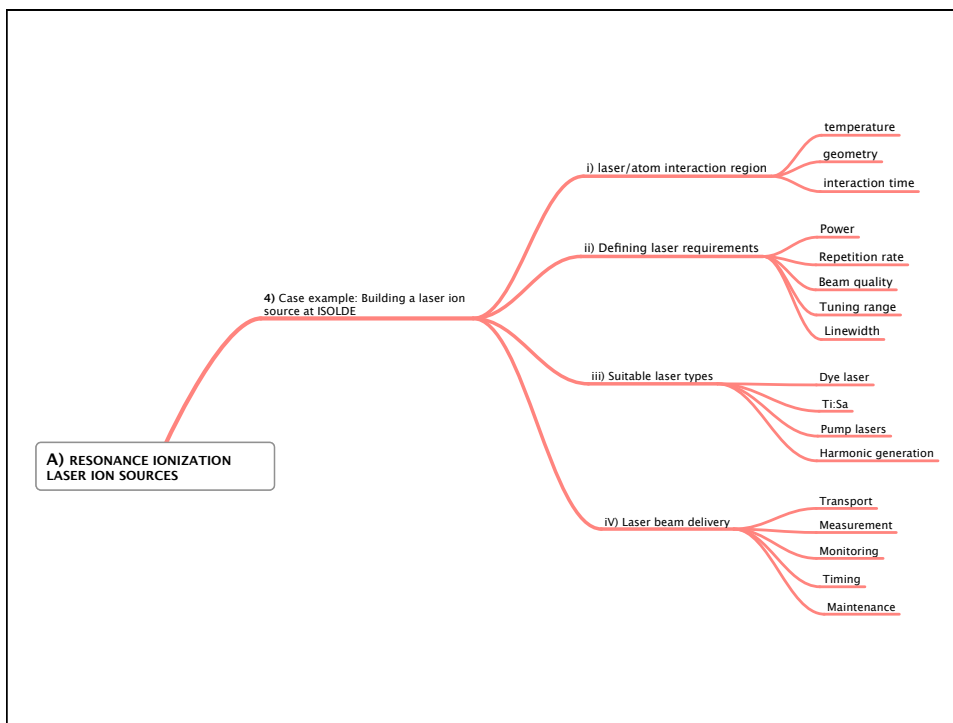 temperature
geometry
i) laser/atom interaction region
interaction time
Power
ii) Defining laser requirements
Repetition rate
Beam quality
Tuning range
Linewidth
4) Case example: Building a laser ion
source at ISOLDE
iii) Suitable laser types
Dye laser
Ti:Sa
Pump lasers
Harmonic generation
A) RESONANCE IONIZATION
LASER ION SOURCES
iV) Laser beam delivery
Transport
Measurement
Monitoring
Timing
Maintenance